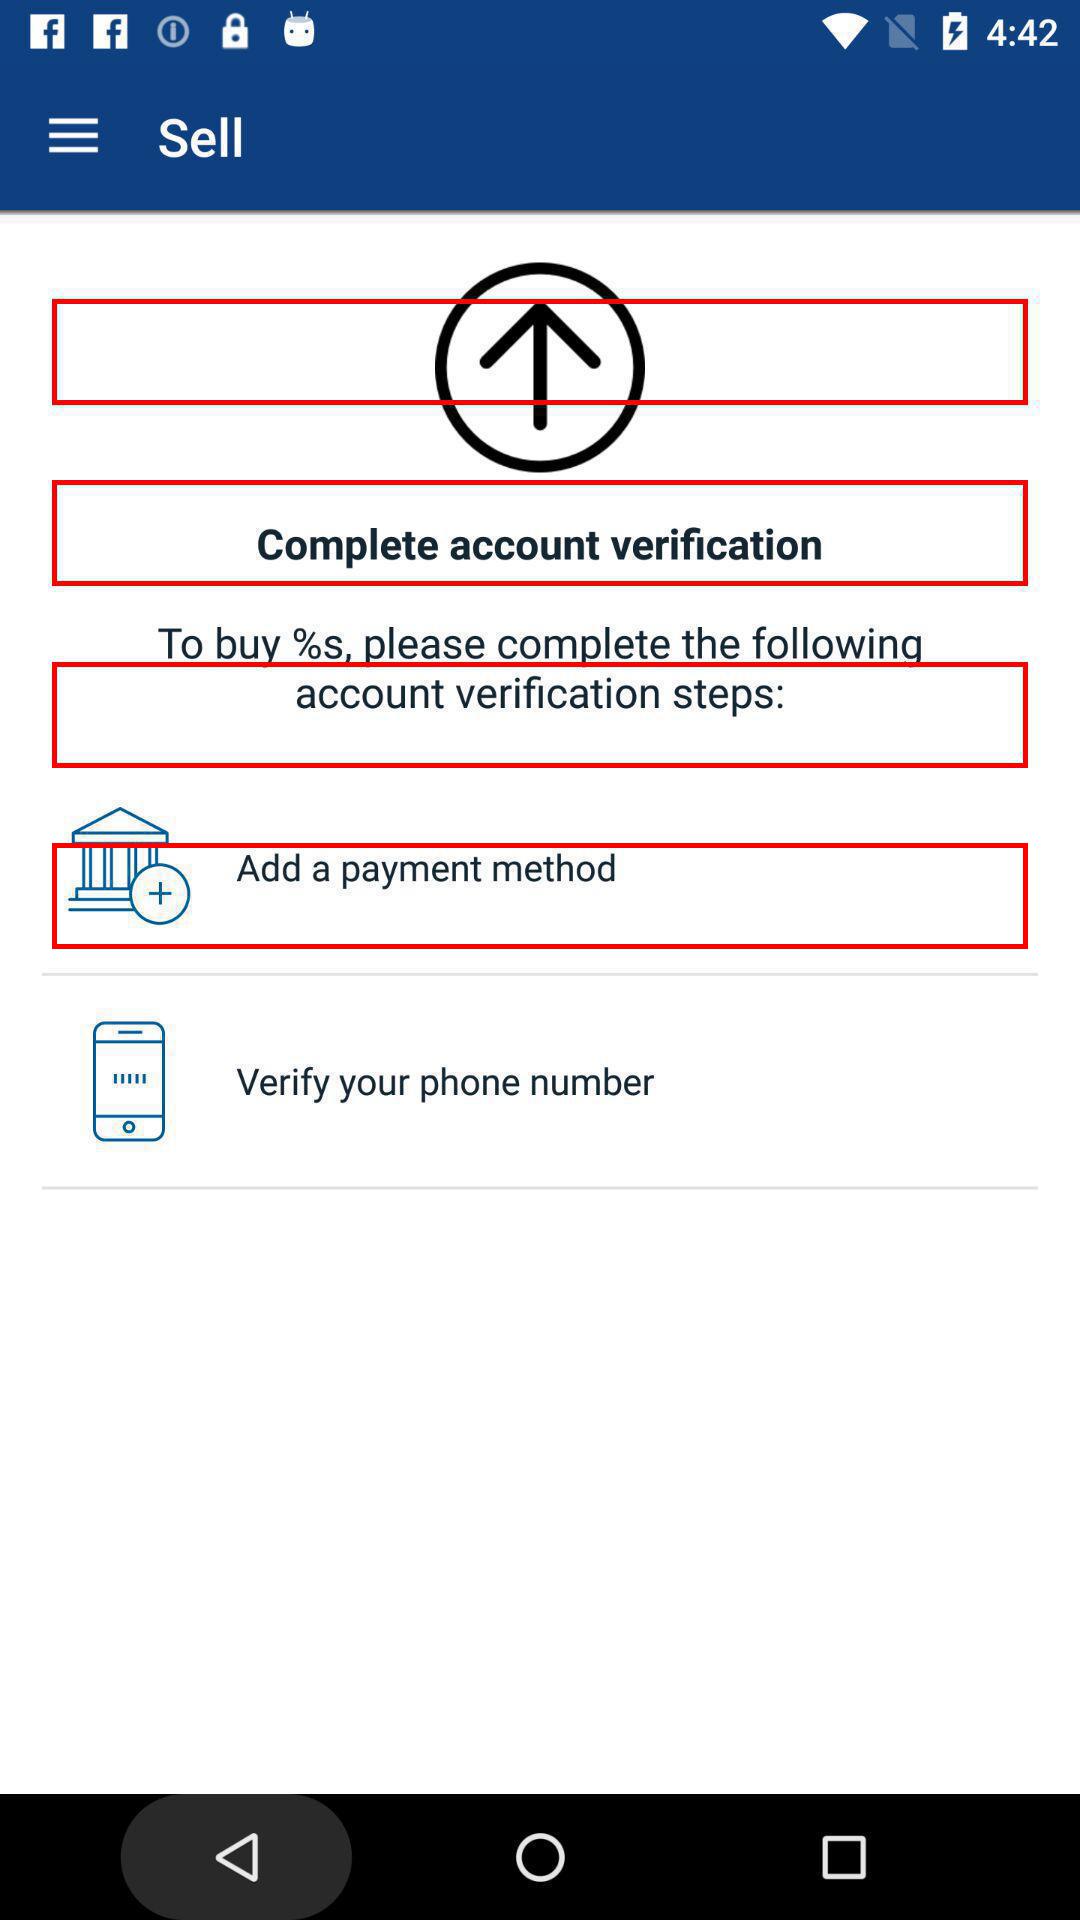 4:42
Sell
Complete account verification
To buy %s, please complete the following
account verification steps:
Add a payment method
Verify your phone number